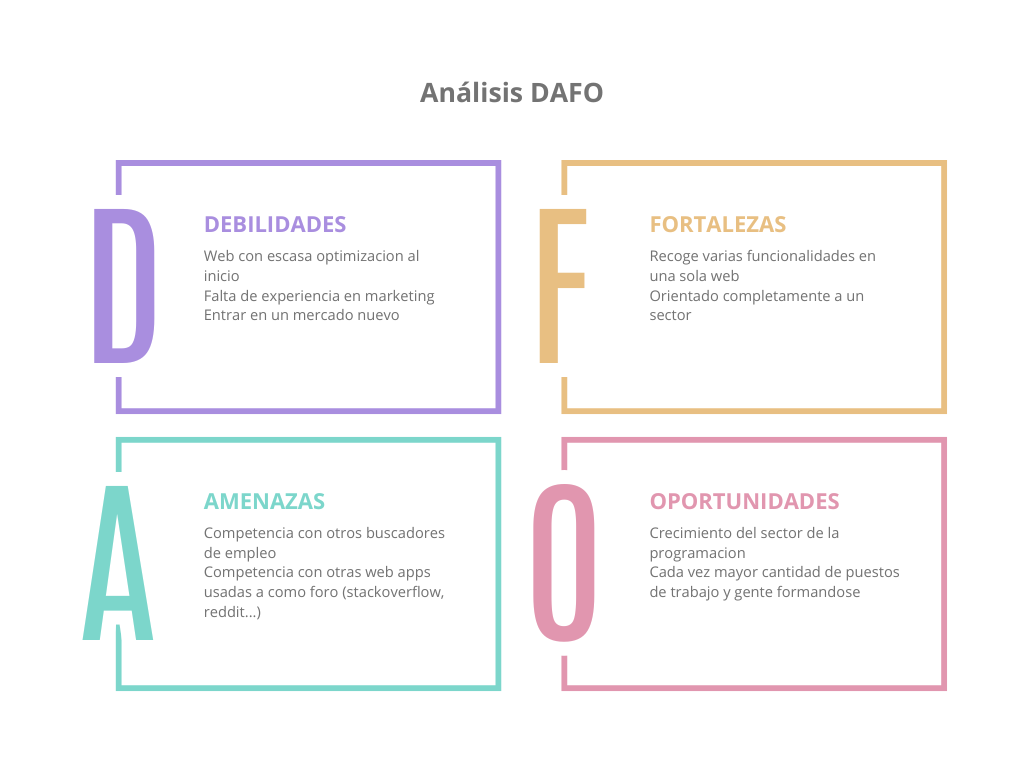 Análisis DAFO
D
DEBILIDADES
Web con escasa optimizacion al
inicio
Falta de experiencia en marketing
Entrar en un mercado nuevo
F
FORTALEZAS
Recoge varias funcionalidades en
una sola web
Orientado completamente a un
sector
A
AMENAZAS
Competencia con otros buscadores
de empleo
Competencia con otras web apps
usadas a como foro (stackoverflow,
reddit...)
O
OPORTUNIDADES
Crecimiento del sector de la
programacion
Cada vez mayor cantidad de puestos
de trabajo y gente formandose